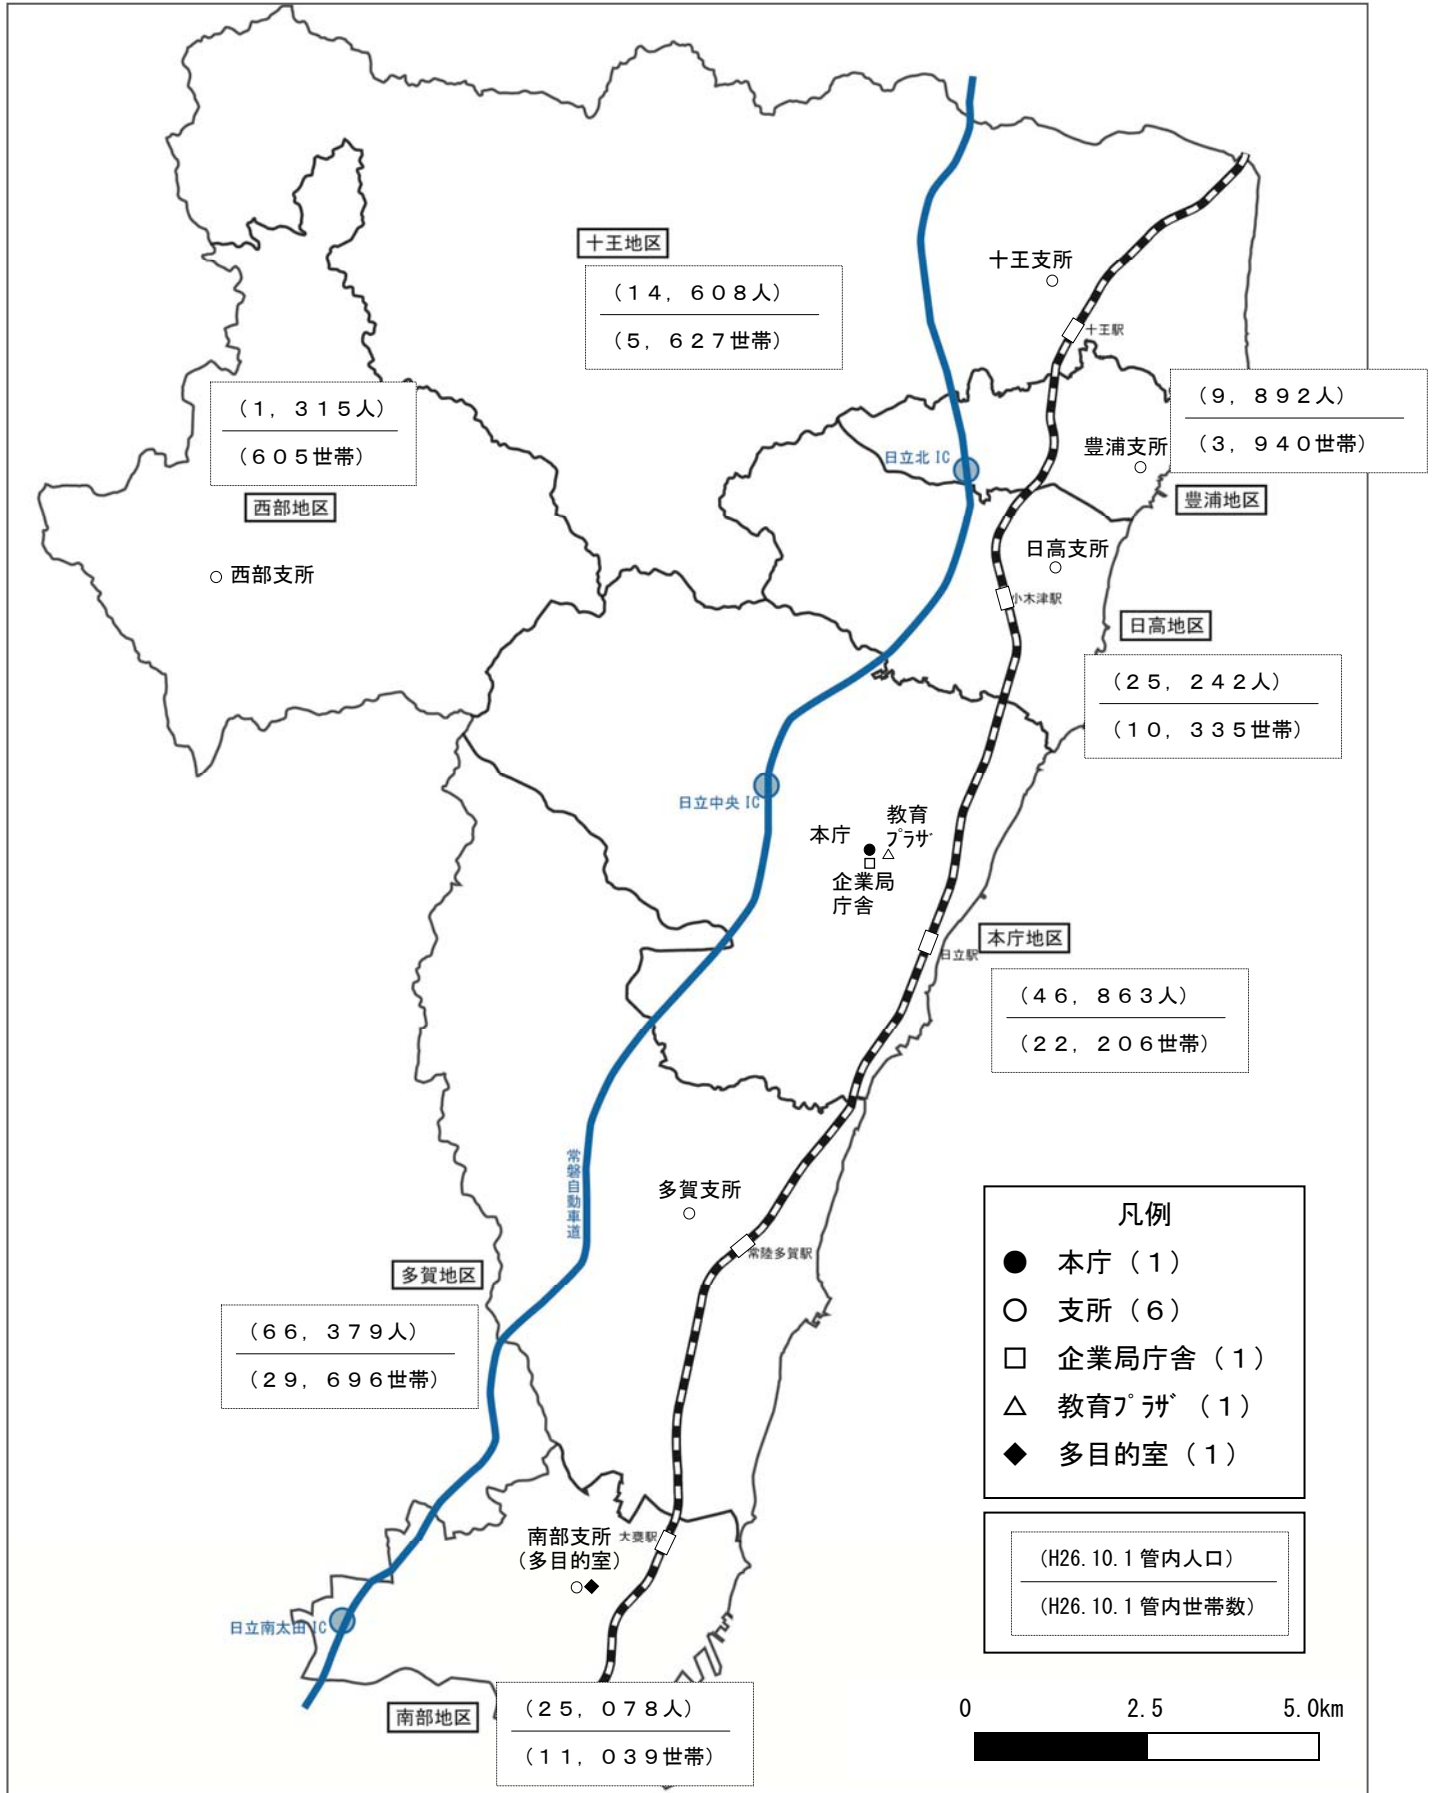 十王地区
（１４，６０８人）
（５，６２７世帯）
十王支所
十王駅
（１，３１５人）
（６０５世帯）
西部地区
西部支所
（９，８９２人）
（３，９４０世帯）
豊浦支所
豊浦地区
日立北 IC
日高支所
小木津駅
日高地区
（２５，２４２人）
（１０，３３５世帯）
日立中央 IC
本庁
教育
ﾌﾟﾗｻﾞ
企業局
庁舎
本庁地区
日立駅
（４６，８６３人）
（２２，２０６世帯）
常磐自動車道
多賀支所
常陸多賀駅
多賀地区
（６６，３７９人）
（２９，６９６世帯）
凡例
● 本庁（１）
○ 支所（６）
□ 企業局庁舎（１）
△ 教育ﾌﾟﾗｻﾞ（１）
◆ 多目的室（１）
南部支所
（多目的室）
大甕駅
(H26.10.1 管内人口)
(H26.10.1 管内世帯数)
日立南太田 IC
南部地区
（２５，０７８人）
（１１，０３９世帯）
0 2.5 5.0km